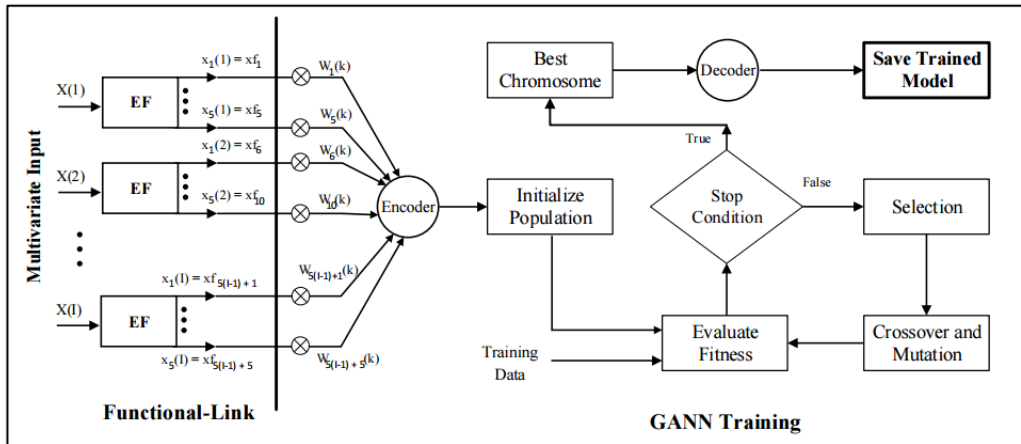 Multivariate Input
X(1)
EF
x₁(1) = xf₁
x₅(1) = xf₅
W₁(k)
W₅(k)
X(2)
EF
x₁(2) = xf₆
x₅(2) = xf₁₀
W₆(k)
W₁₀(k)
X(I)
EF
x₁(I) = xf₅₍I₋₁₎ ₊ ₁
x₅(I) = xf₅₍I₋₁₎ ₊ ₅
W₅₍I₋₁₎₊₁(k)
W₅₍I₋₁₎ ₊ ₅(k)
Encoder
Functional-Link
Initialize
Population
Training
Data
Evaluate
Fitness
Stop
Condition
True
False
Best
Chromosome
Decoder
Save Trained
Model
Selection
Crossover and
Mutation
GANN Training